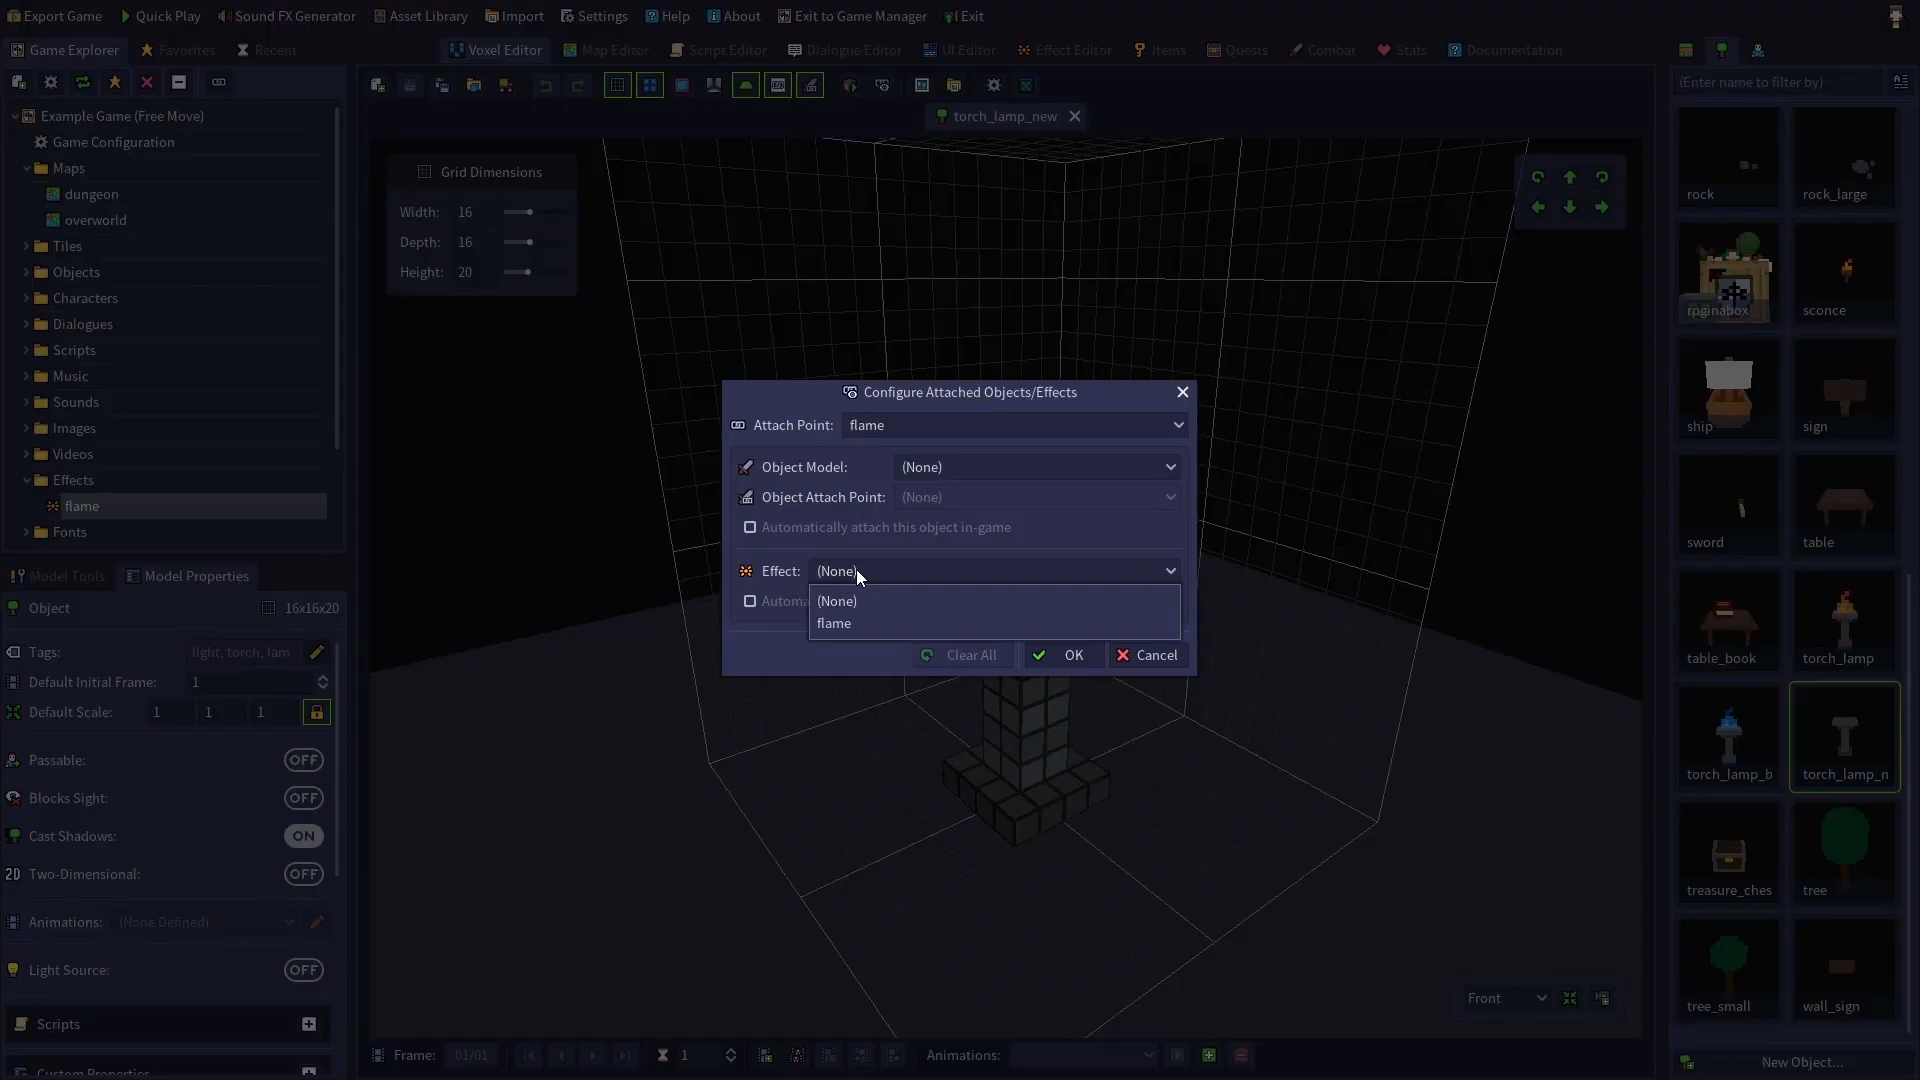 Export Game Quick Play Sound FX Generator Asset Library Import Settings Help About Exit to Game Manager Exit
Game Explorer Favorites Recent Voxel Editor Map Editor Script Editor Dialogue Editor UI Editor Effect Editor Items Quests Combat Stats Documentation
(Enter name to filter by)
torch_lamp_new
Example Game (Free Move)
Game Configuration
Maps
dungeon
overworld
Tiles
Objects
Characters
Dialogues
Scripts
Music
Sounds
Images
Videos
Effects
flame
Fonts
Model Tools Model Properties
Object 16x16x20
Tags: light, torch, lam
Default Initial Frame: 1
Default Scale: 1 1 1
Passable: OFF
Blocks Sight: OFF
Cast Shadows: ON
2D Two-Dimensional: OFF
Animations: (None Defined)
Light Source: OFF
Scripts
Custom Properties
Grid Dimensions
Width: 16
Depth: 16
Height: 20
Configure Attached Objects/Effects
Attach Point: flame
Object Model: (None)
Object Attach Point: (None)
Automatically attach this object in-game
Effect: (None)
Automa
(None)
flame
Clear All OK Cancel
Front
Frame: 01/01 1 Animations:
rock rock_large
rpginabox sconce
ship sign
sword table
table_book torch_lamp
torch_lamp_b torch_lamp_n
treasure_ches tree
tree_small wall_sign
New Object...